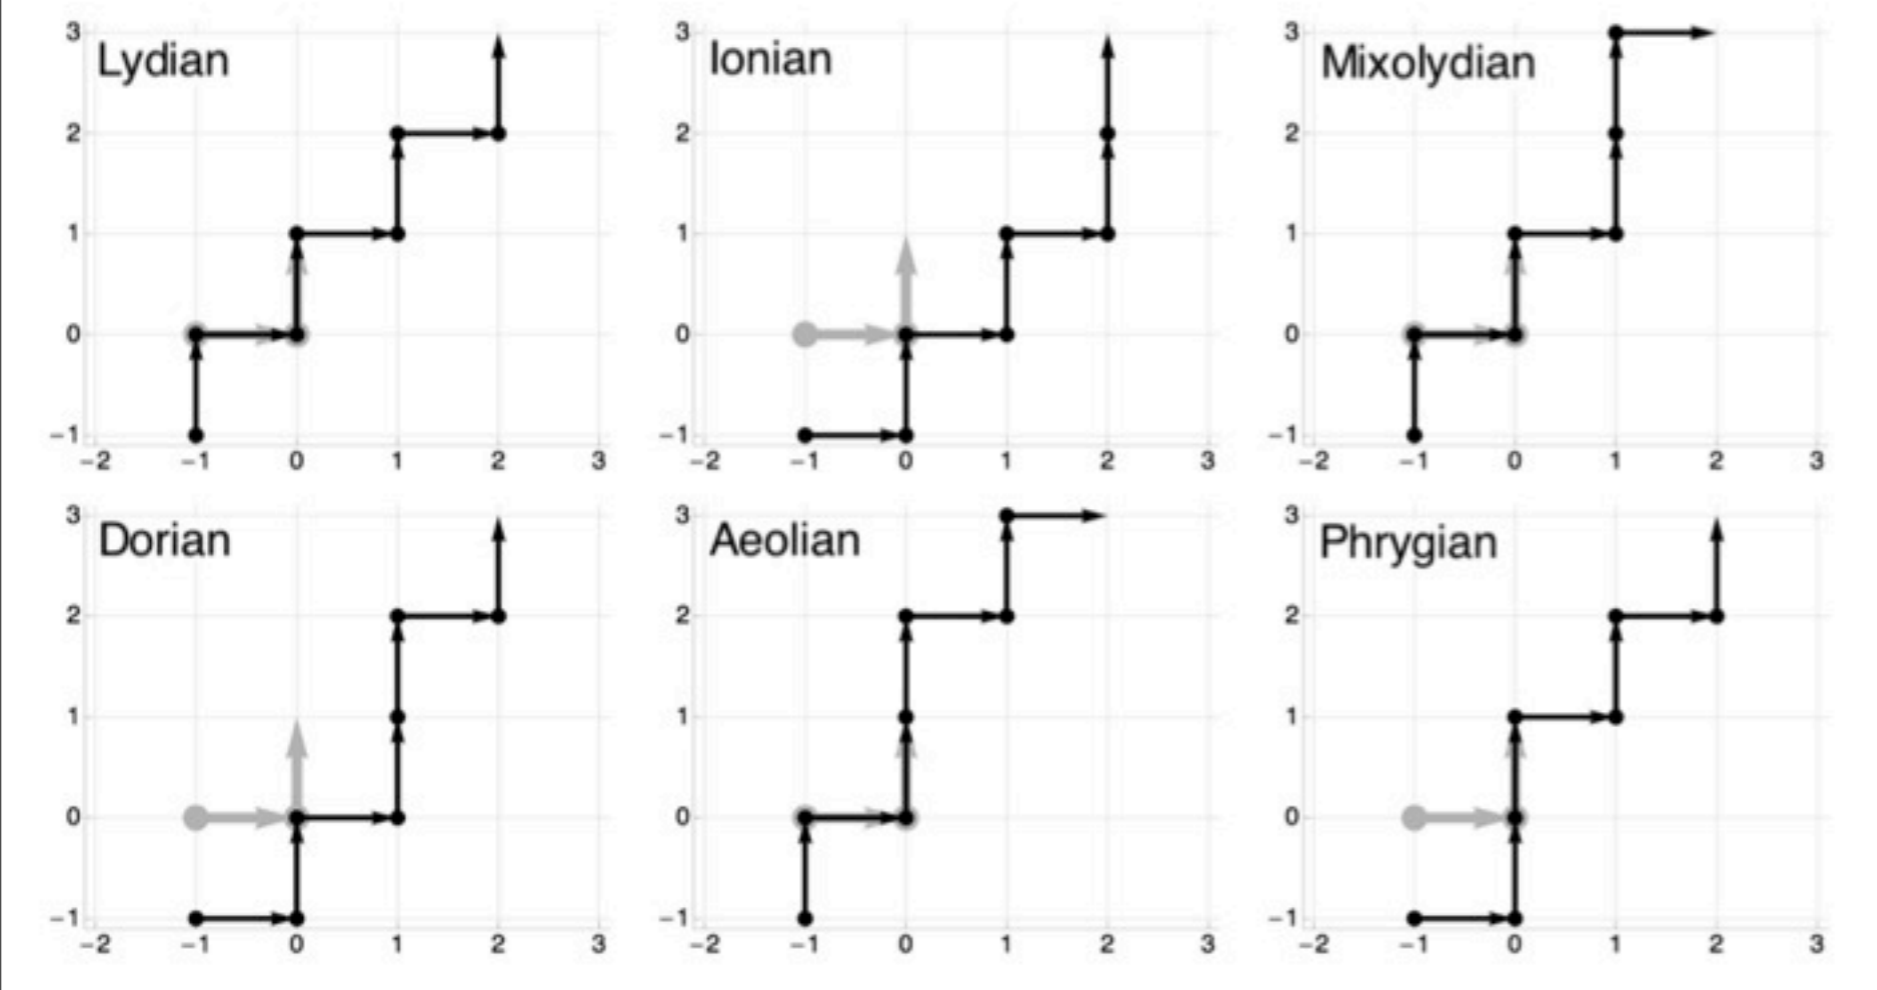 3 Lydian 3 Ionian 3 Mixolydian
2 2 2
1 1 1
0 0 0
−1 −1 −1
−2 −1 0 1 2 3 −2 −1 0 1 2 3 −2 −1 0 1 2 3
3 Dorian 3 Aeolian 3 Phrygian
2 2 2
1 1 1
0 0 0
−1 −1 −1
−2 −1 0 1 2 3 −2 −1 0 1 2 3 −2 −1 0 1 2 3